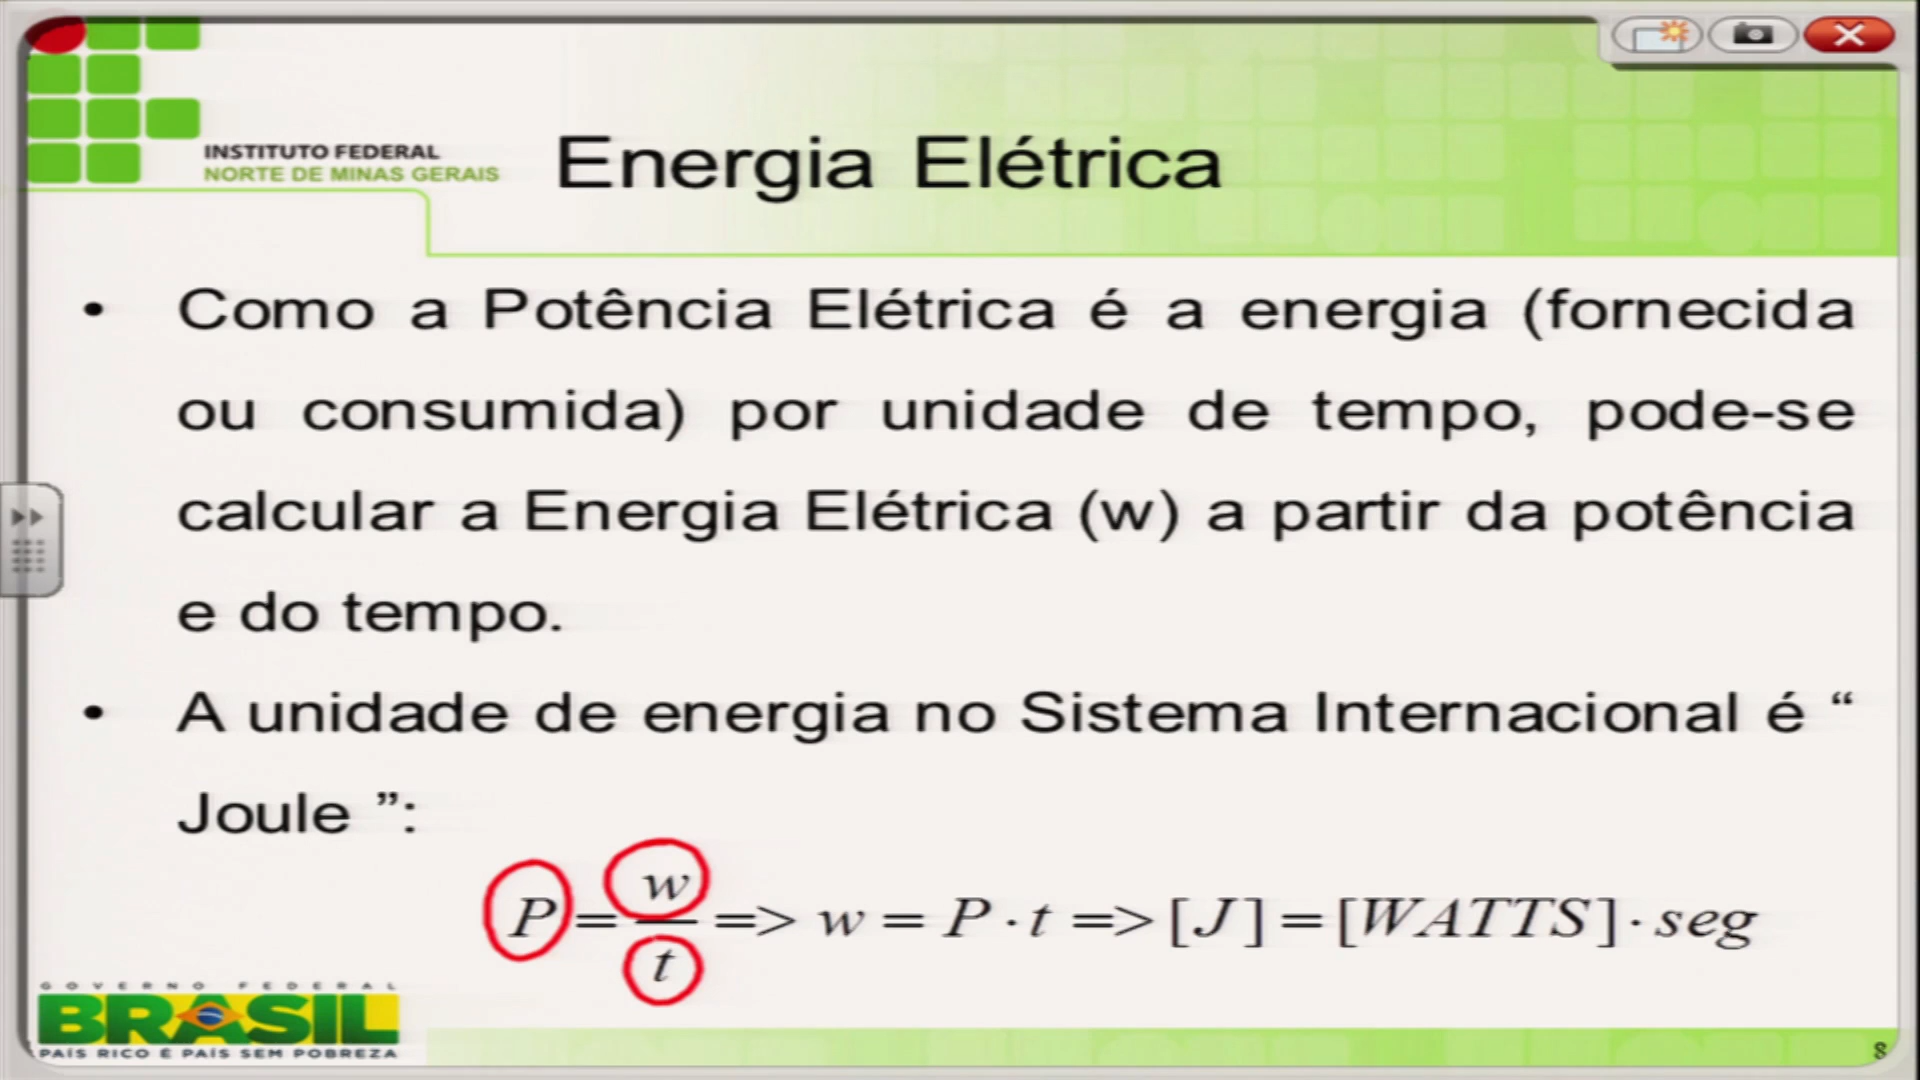 INSTITUTO FEDERAL
NORTE DE MINAS GERAIS
Energia Elétrica
• Como a Potência Elétrica é a energia (fornecida
ou consumida) por unidade de tempo, pode-se
calcular a Energia Elétrica (w) a partir da potência
e do tempo.
• A unidade de energia no Sistema Internacional é “
Joule ”:
P = w/t => w = P · t => [J] = [WATTS] · seg
GOVERNO FEDERAL
BRASIL
PAÍS RICO É PAÍS SEM POBREZA
8